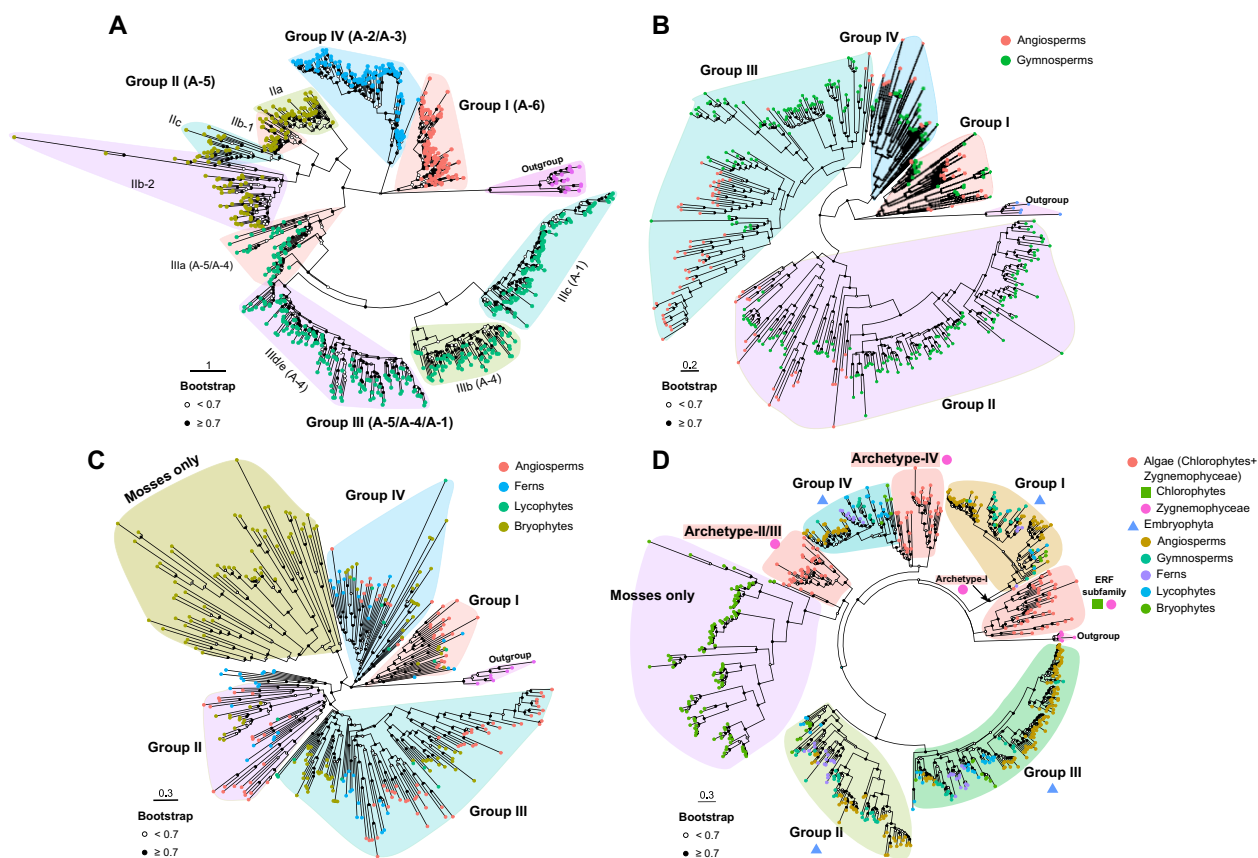 A
Group IV (A-2/A-3)
Group II (A-5)
IIa
IIb-1
IIc
IIb-2
Group I (A-6)
Outgroup
IIIa (A-5/A-4)
IIIc (A-1)
IIId/e (A-4)
IIIb (A-4)
Group III (A-5/A-4/A-1)
1
Bootstrap
< 0.7
≥ 0.7
B
Group IV
Angiosperms
Gymnosperms
Group III
Group I
Outgroup
Group II
0.2
Bootstrap
< 0.7
≥ 0.7
C
Mosses only
Group IV
Angiosperms
Ferns
Lycophytes
Bryophytes
Group I
Outgroup
Group II
Group III
0.3
Bootstrap
< 0.7
≥ 0.7
D
Archetype-IV
Group IV
Group I
Archetype-II/III
Mosses only
Archetype-I
ERF
subfamily
Outgroup
Group III
Group II
Algae (Chlorophytes+
Zygnemophyceae)
Chlorophytes
Zygnemophyceae
Embryophyta
Angiosperms
Gymnosperms
Ferns
Lycophytes
Bryophytes
0.3
Bootstrap
< 0.7
≥ 0.7